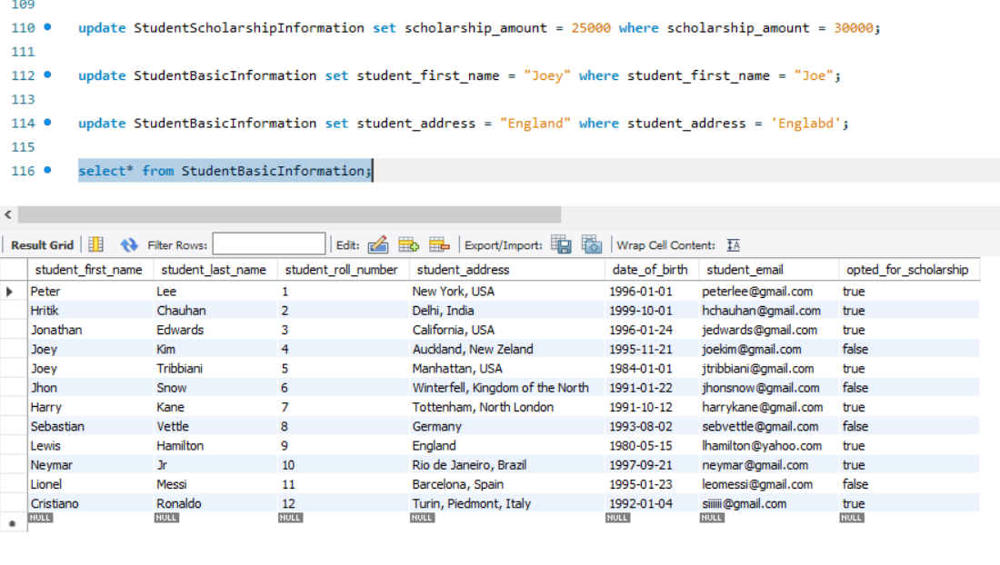 109
110 update StudentScholarshipInformation set scholarship_amount = 25000 where scholarship_amount = 30000;
111
112 update StudentBasicInformation set student_first_name = "Joey" where student_first_name = "Joe";
113
114 update StudentBasicInformation set student_address = "England" where student_address = 'Englabd';
115
116 select* from StudentBasicInformation;
Result Grid Filter Rows: Edit: Export/Import: Wrap Cell Content: IA
student_first_name student_last_name student_roll_number student_address date_of_birth student_email opted_for_scholarship
Peter Lee 1 New York, USA 1996-01-01 peterlee@gmail.com true
Hritik Chauhan 2 Delhi, India 1999-10-01 hchauhan@gmail.com true
Jonathan Edwards 3 California, USA 1996-01-24 jedwards@gmail.com true
Joey Kim 4 Auckland, New Zeland 1995-11-21 joekim@gmail.com false
Joey Tribbiani 5 Manhattan, USA 1984-01-01 jtribbiani@gmail.com true
Jhon Snow 6 Winterfell, Kingdom of the North 1991-01-22 jhonsnow@gmail.com false
Harry Kane 7 Tottenham, North London 1991-10-12 harrykane@gmail.com true
Sebastian Vettle 8 Germany 1993-08-02 sebvettle@gmail.com false
Lewis Hamilton 9 England 1980-05-15 lhamilton@yahoo.com true
Neymar Jr 10 Rio de Janeiro, Brazil 1997-09-21 neymar@gmail.com true
Lionel Messi 11 Barcelona, Spain 1995-01-23 leomessi@gmail.com false
Cristiano Ronaldo 12 Turin, Piedmont, Italy 1992-01-04 siiiiii@gmail.com true
NULL NULL NULL NULL NULL NULL NULL